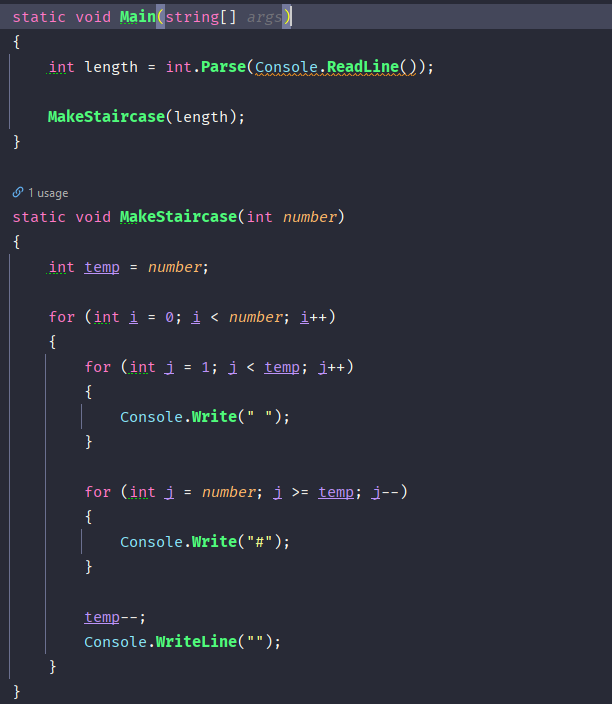 static void Main(string[] args)
{
    int length = int.Parse(Console.ReadLine());
    MakeStaircase(length);
}
1 usage
static void MakeStaircase(int number)
{
    int temp = number;
    for (int i = 0; i < number; i++)
    {
        for (int j = 1; j < temp; j++)
        {
            Console.Write(" ");
        }
        for (int j = number; j >= temp; j--)
        {
            Console.Write("#");
        }
        temp--;
        Console.WriteLine("");
    }
}